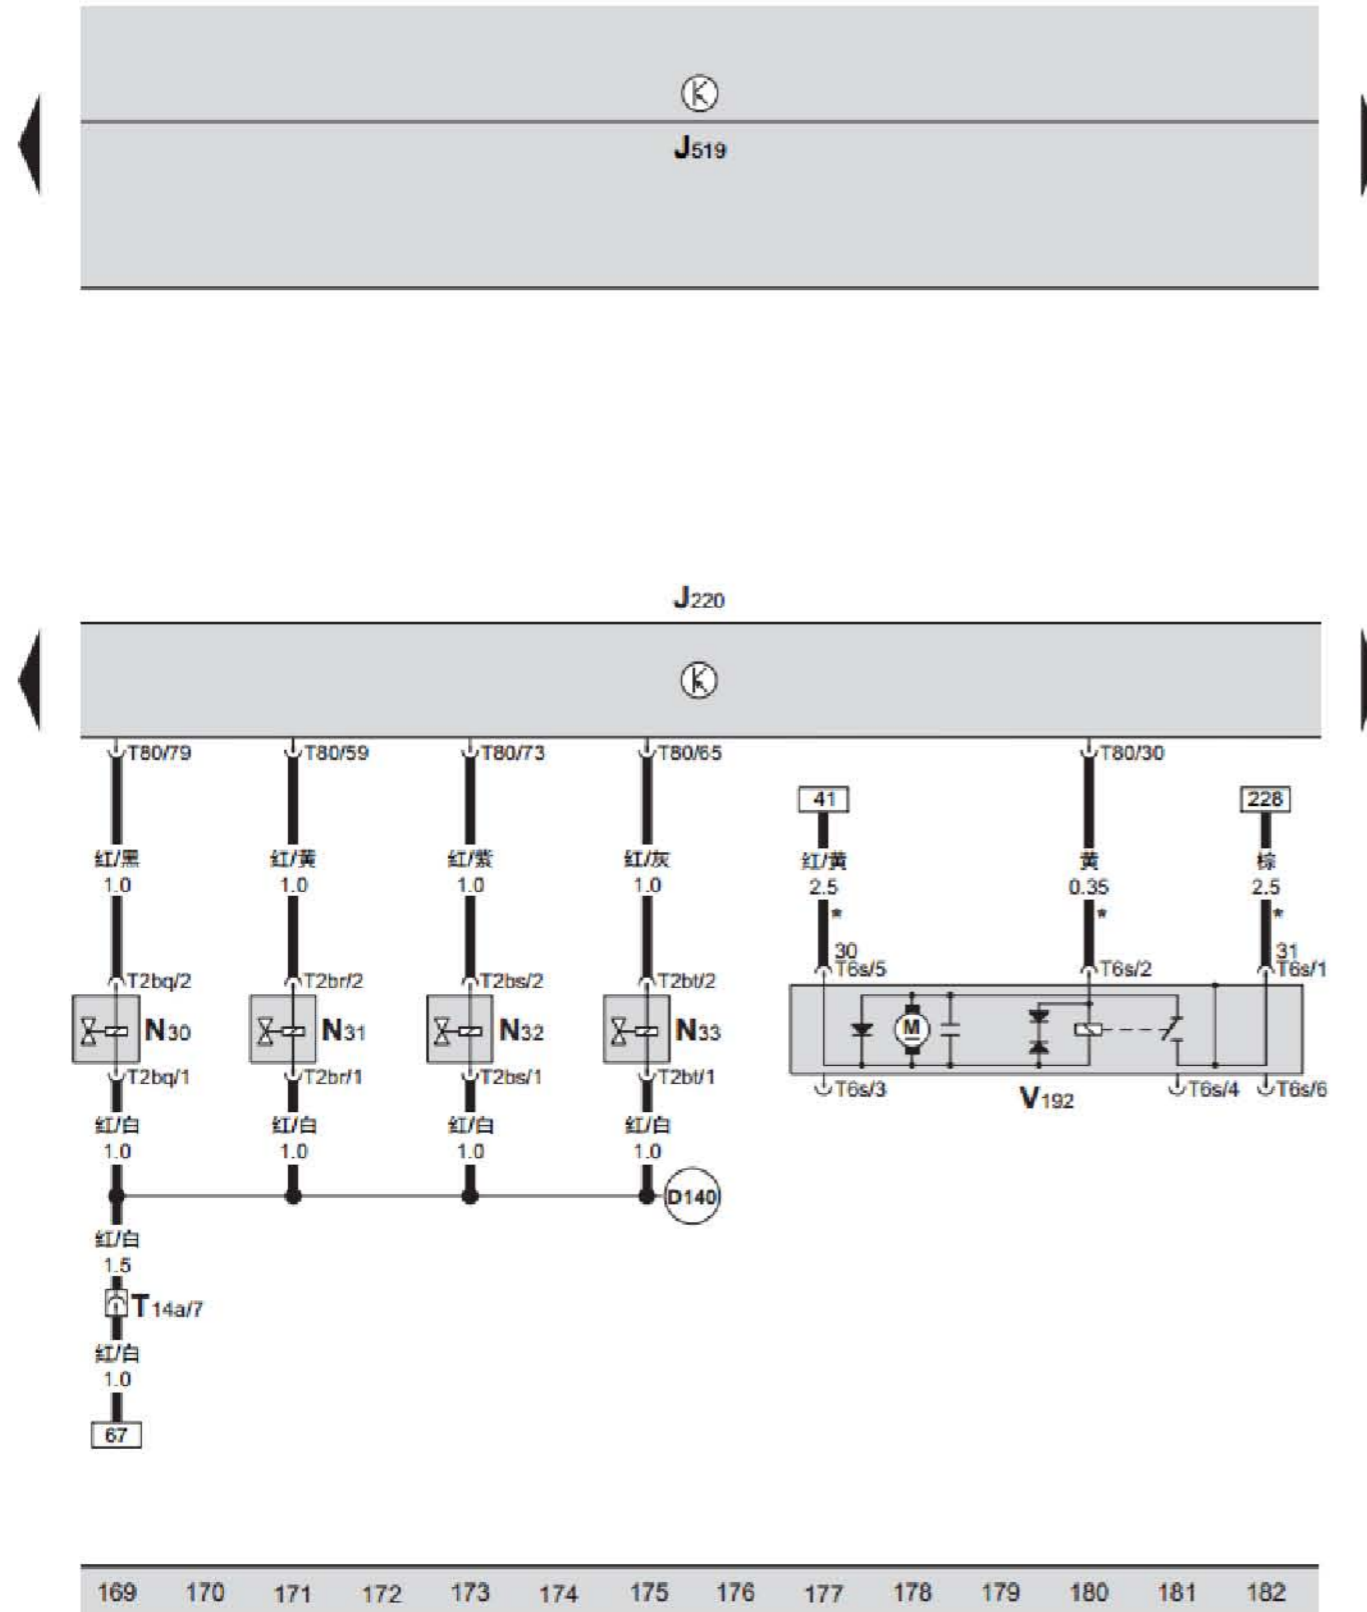 J519
J220
T80/79 T80/59 T80/73 T80/65 T80/30
41 228
红/黑 红/黄 红/紫 红/灰 红/黄 黄 棕
1.0 1.0 1.0 1.0 2.5 0.35 2.5
* * *
30 31
T6s/5 T6s/2 T6s/1
T2bq/2 T2br/2 T2bs/2 T2bt/2
N30 N31 N32 N33 M
T2bq/1 T2br/1 T2bs/1 T2bt/1 T6s/3 V192 T6s/4 T6s/6
红/白 红/白 红/白 红/白
1.0 1.0 1.0 1.0
D140
红/白
1.5
T14a/7
红/白
1.0
67
169 170 171 172 173 174 175 176 177 178 179 180 181 182